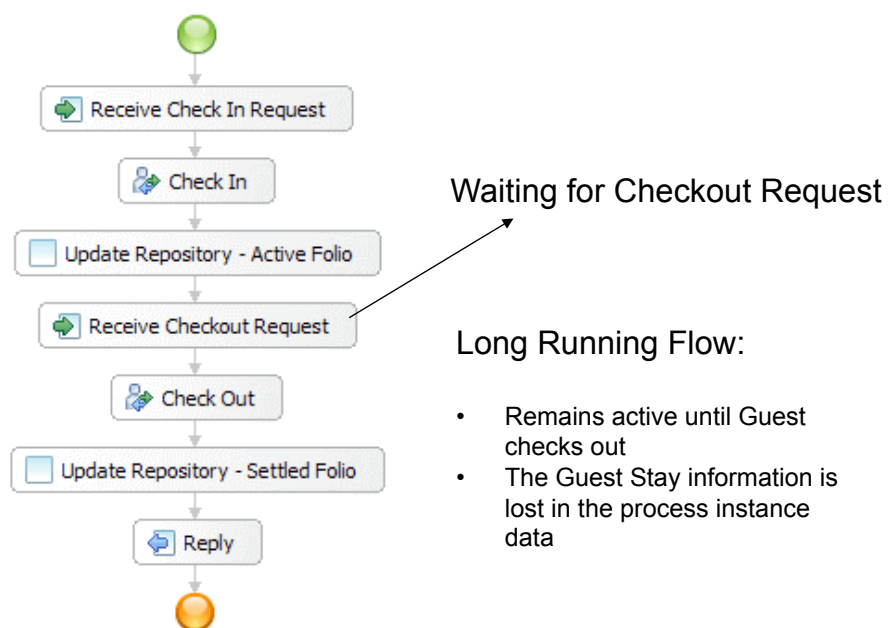 Receive Check In Request
Check In
Update Repository - Active Folio
Receive Checkout Request
Check Out
Update Repository - Settled Folio
Reply
Waiting for Checkout Request
Long Running Flow:
• Remains active until Guest
checks out
• The Guest Stay information is
lost in the process instance
data